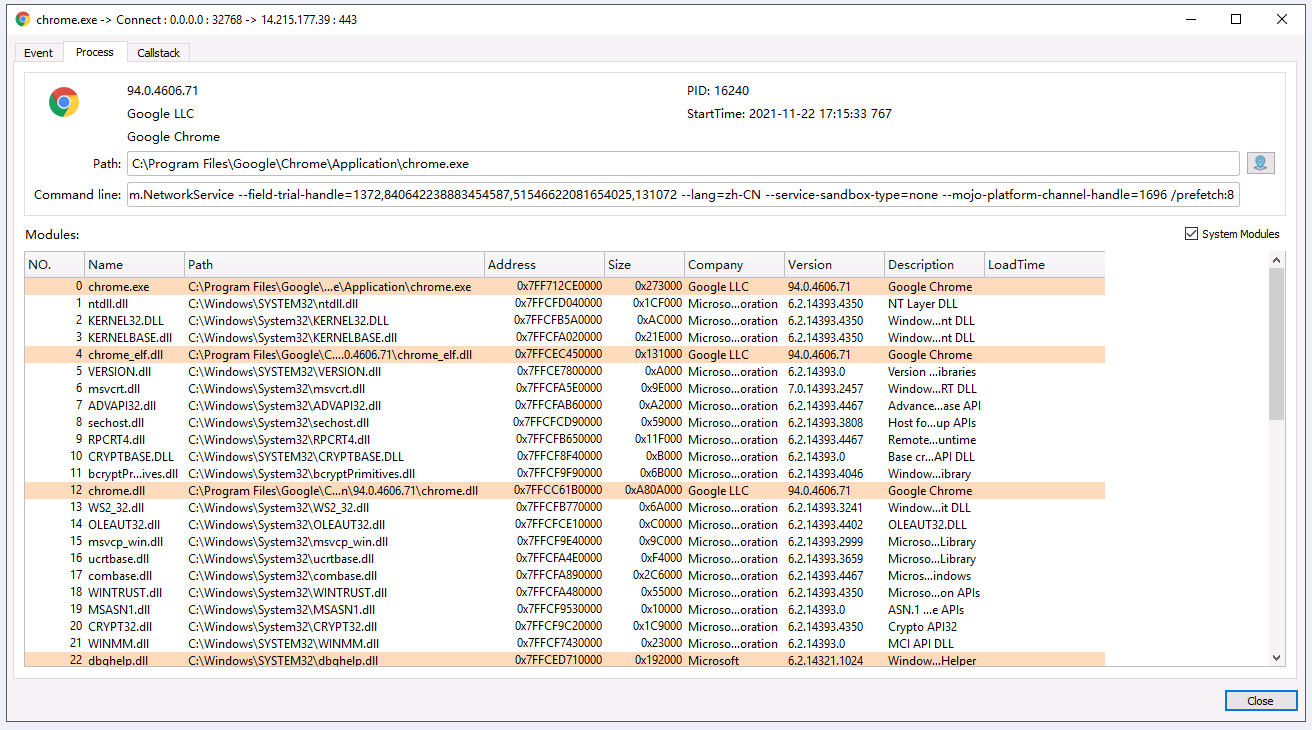 chrome.exe -> Connect : 0.0.0.0 : 32768 -> 14.215.177.39 : 443
Event Process Callstack
94.0.4606.71 PID: 16240
Google LLC StartTime: 2021-11-22 17:15:33 767
Google Chrome
Path: C:\Program Files\Google\Chrome\Application\chrome.exe
Command line: m.NetworkService --field-trial-handle=1372,840642238883454587,51546622081654025,131072 --lang=zh-CN --service-sandbox-type=none --mojo-platform-channel-handle=1696 /prefetch:8
Modules: System Modules
NO. Name Path Address Size Company Version Description LoadTime
0 chrome.exe C:\Program Files\Google\...e\Application\chrome.exe 0x7FF712CE0000 0x273000 Google LLC 94.0.4606.71 Google Chrome
1 ntdll.dll C:\Windows\SYSTEM32\ntdll.dll 0x7FFCFD040000 0x1CF000 Microso...oration 6.2.14393.4350 NT Layer DLL
2 KERNEL32.DLL C:\Windows\System32\KERNEL32.DLL 0x7FFCFB5A0000 0xAC000 Microso...oration 6.2.14393.4350 Window...nt DLL
3 KERNELBASE.dll C:\Windows\System32\KERNELBASE.dll 0x7FFCFA020000 0x21E000 Microso...oration 6.2.14393.4350 Window...nt DLL
4 chrome_elf.dll C:\Program Files\Google\C....0.4606.71\chrome_elf.dll 0x7FFCEC450000 0x131000 Google LLC 94.0.4606.71 Google Chrome
5 VERSION.dll C:\Windows\SYSTEM32\VERSION.dll 0x7FFCE7800000 0xA000 Microso...oration 6.2.14393.0 Version ...ibraries
6 msvcrt.dll C:\Windows\System32\msvcrt.dll 0x7FFCFA5E0000 0x9E000 Microso...oration 7.0.14393.2457 Window...RT DLL
7 ADVAPI32.dll C:\Windows\System32\ADVAPI32.dll 0x7FFCFAB60000 0xA2000 Microso...oration 6.2.14393.4467 Advance...ase API
8 sechost.dll C:\Windows\System32\sechost.dll 0x7FFCFCD90000 0x59000 Microso...oration 6.2.14393.3808 Host fo...up APIs
9 RPCRT4.dll C:\Windows\System32\RPCRT4.dll 0x7FFCFB650000 0x11F000 Microso...oration 6.2.14393.4467 Remote...untime
10 CRYPTBASE.DLL C:\Windows\SYSTEM32\CRYPTBASE.DLL 0x7FFCF8F40000 0xB000 Microso...oration 6.2.14393.0 Base cr...API DLL
11 bcryptPr...ives.dll C:\Windows\System32\bcryptPrimitives.dll 0x7FFCF9F90000 0x6B000 Microso...oration 6.2.14393.4046 Window...ibrary
12 chrome.dll C:\Program Files\Google\C...n\94.0.4606.71\chrome.dll 0x7FFCC61B0000 0xA80A000 Google LLC 94.0.4606.71 Google Chrome
13 WS2_32.dll C:\Windows\System32\WS2_32.dll 0x7FFCFB770000 0x6A000 Microso...oration 6.2.14393.3241 Window...it DLL
14 OLEAUT32.dll C:\Windows\System32\OLEAUT32.dll 0x7FFCFCE10000 0xC0000 Microso...oration 6.2.14393.4402 OLEAUT32.DLL
15 msvcp_win.dll C:\Windows\System32\msvcp_win.dll 0x7FFCF9E40000 0x9C000 Microso...oration 6.2.14393.2999 Microso...Library
16 ucrtbase.dll C:\Windows\System32\ucrtbase.dll 0x7FFCFA4E0000 0xF4000 Microso...oration 6.2.14393.3659 Microso...Library
17 combase.dll C:\Windows\System32\combase.dll 0x7FFCFA890000 0x2C6000 Microso...oration 6.2.14393.4467 Micros...indows
18 WINTRUST.dll C:\Windows\System32\WINTRUST.dll 0x7FFCFA480000 0x55000 Microso...oration 6.2.14393.4350 Microso...on APIs
19 MSASN1.dll C:\Windows\System32\MSASN1.dll 0x7FFCF9530000 0x10000 Microso...oration 6.2.14393.0 ASN.1 ...e APIs
20 CRYPT32.dll C:\Windows\System32\CRYPT32.dll 0x7FFCF9C20000 0x1C9000 Microso...oration 6.2.14393.4350 Crypto API32
21 WINMM.dll C:\Windows\SYSTEM32\WINMM.dll 0x7FFCF7430000 0x23000 Microso...oration 6.2.14393.0 MCI API DLL
22 dbghelp.dll C:\Windows\SYSTEM32\dbghelp.dll 0x7FFCED710000 0x192000 Microsoft 6.2.14321.1024 Window...Helper
Close